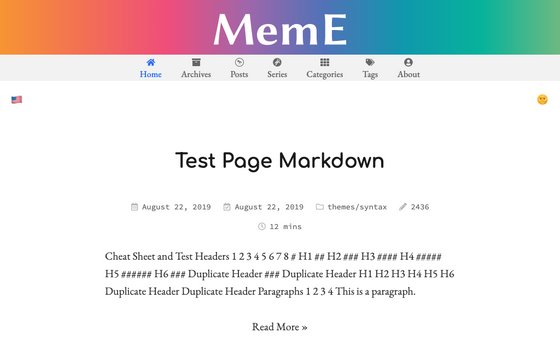 MemE
Home Archives Posts Series Categories Tags About
Test Page Markdown
August 22, 2019 August 22, 2019 themes/syntax 2436
12 mins
Cheat Sheet and Test Headers 1 2 3 4 5 6 7 8 # H1 ## H2 ### H3 #### H4 #####
H5 ###### H6 ### Duplicate Header ### Duplicate Header H1 H2 H3 H4 H5 H6
Duplicate Header Duplicate Header Paragraphs 1 2 3 4 This is a paragraph.
Read More »